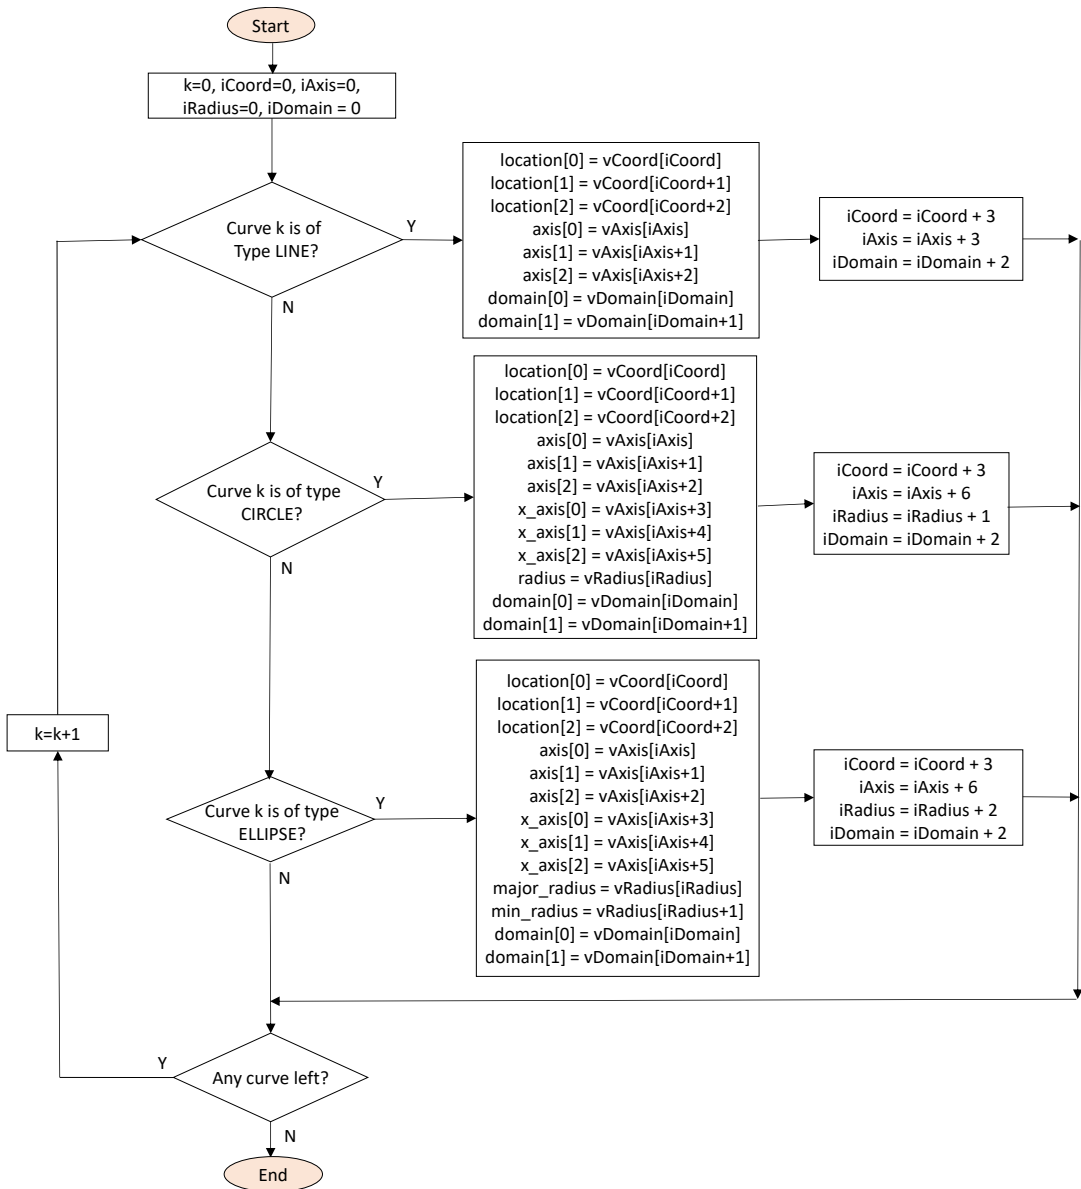 Start
k=0, iCoord=0, iAxis=0,
iRadius=0, iDomain = 0
Curve k is of
Type LINE?
Y
N
location[0] = vCoord[iCoord]
location[1] = vCoord[iCoord+1]
location[2] = vCoord[iCoord+2]
axis[0] = vAxis[iAxis]
axis[1] = vAxis[iAxis+1]
axis[2] = vAxis[iAxis+2]
domain[0] = vDomain[iDomain]
domain[1] = vDomain[iDomain+1]
iCoord = iCoord + 3
iAxis = iAxis + 3
iDomain = iDomain + 2
Curve k is of type
CIRCLE?
Y
N
location[0] = vCoord[iCoord]
location[1] = vCoord[iCoord+1]
location[2] = vCoord[iCoord+2]
axis[0] = vAxis[iAxis]
axis[1] = vAxis[iAxis+1]
axis[2] = vAxis[iAxis+2]
x_axis[0] = vAxis[iAxis+3]
x_axis[1] = vAxis[iAxis+4]
x_axis[2] = vAxis[iAxis+5]
radius = vRadius[iRadius]
domain[0] = vDomain[iDomain]
domain[1] = vDomain[iDomain+1]
iCoord = iCoord + 3
iAxis = iAxis + 6
iRadius = iRadius + 1
iDomain = iDomain + 2
k=k+1
Curve k is of type
ELLIPSE?
Y
N
location[0] = vCoord[iCoord]
location[1] = vCoord[iCoord+1]
location[2] = vCoord[iCoord+2]
axis[0] = vAxis[iAxis]
axis[1] = vAxis[iAxis+1]
axis[2] = vAxis[iAxis+2]
x_axis[0] = vAxis[iAxis+3]
x_axis[1] = vAxis[iAxis+4]
x_axis[2] = vAxis[iAxis+5]
major_radius = vRadius[iRadius]
min_radius = vRadius[iRadius+1]
domain[0] = vDomain[iDomain]
domain[1] = vDomain[iDomain+1]
iCoord = iCoord + 3
iAxis = iAxis + 6
iRadius = iRadius + 2
iDomain = iDomain + 2
Y
Any curve left?
N
End